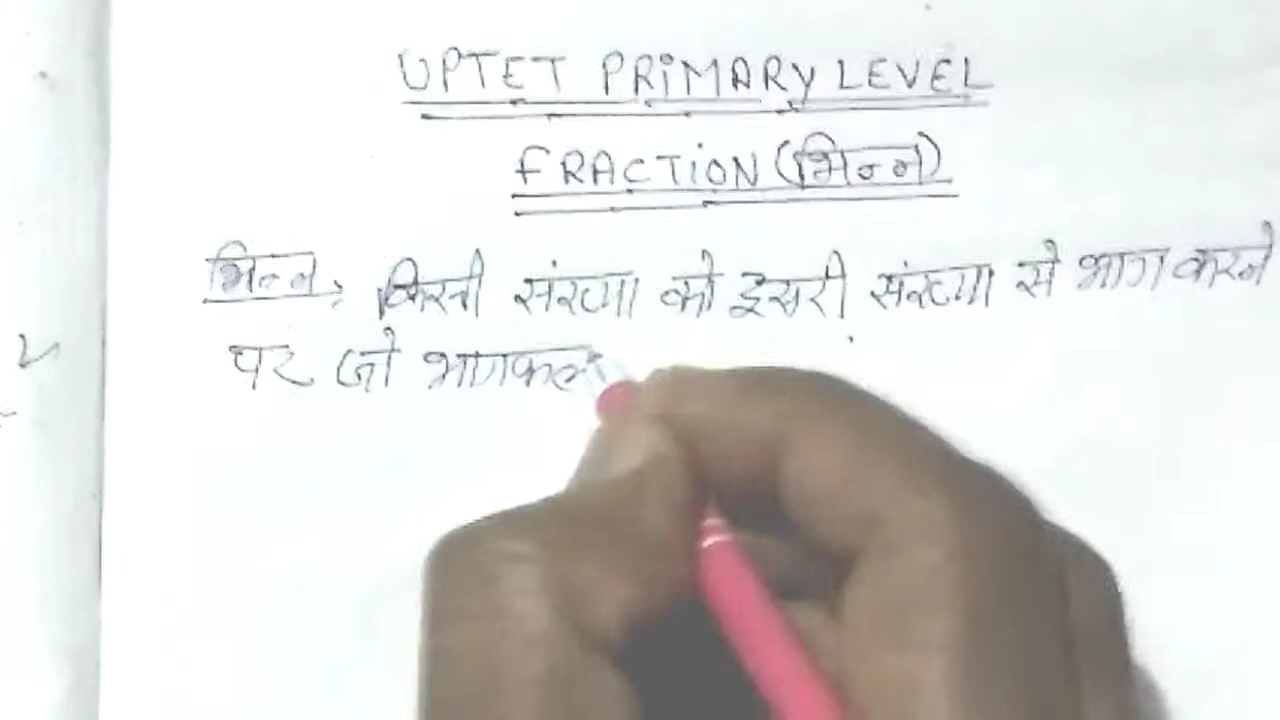 UPTET PRIMARY LEVEL
FRACTION (भिन्न)
भिन्न: किसी संख्या को दूसरी संख्या से भाग करने
पर जो भागफल